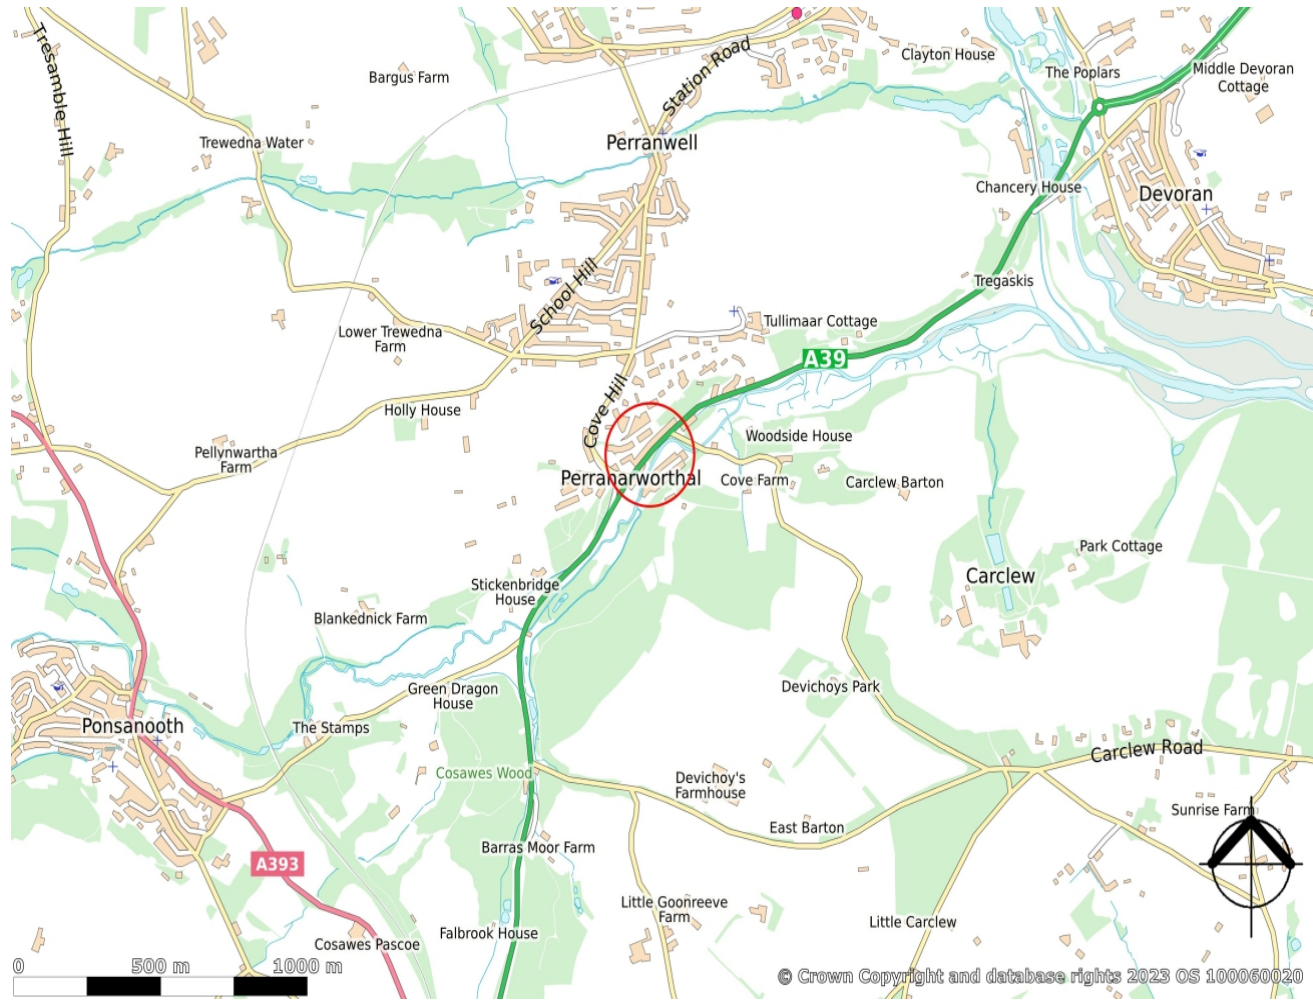 Tresamble Hill
Bargus Farm
Station Road
Clayton House
The Poplars
Middle Devoran
Cottage
Trewedna Water
Perranwell
Chancery House
Devoran
School Hill
Tregaskis
Lower Trewedna
Farm
Tullimaar Cottage
A39
Holly House
Cove Hill
Pellynwartha
Farm
Woodside House
Perranarworthal
Cove Farm
Carclew Barton
Park Cottage
Carclew
Stickenbridge
House
Blankednick Farm
Green Dragon
House
Devichoys Park
Ponsanooth
The Stamps
Carclew Road
Cosawes Wood
Devichoy's
Farmhouse
Sunrise Farm
East Barton
Barras Moor Farm
A393
Little Goonreeve
Farm
Little Carclew
Falbrook House
Cosawes Pascoe
0 500 m 1000 m
© Crown Copyright and database rights 2023 OS 100060020